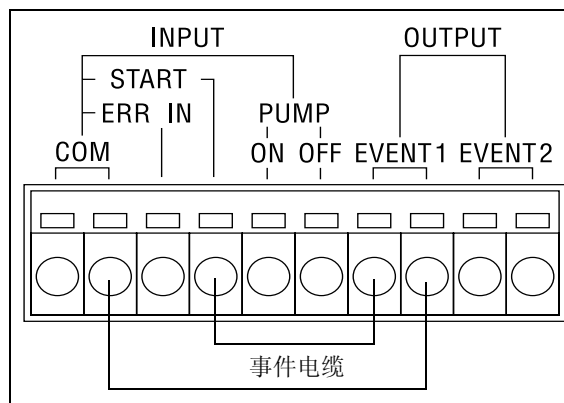 INPUT OUTPUT
START
ERR IN PUMP
COM ON OFF EVENT1 EVENT2
事件电缆